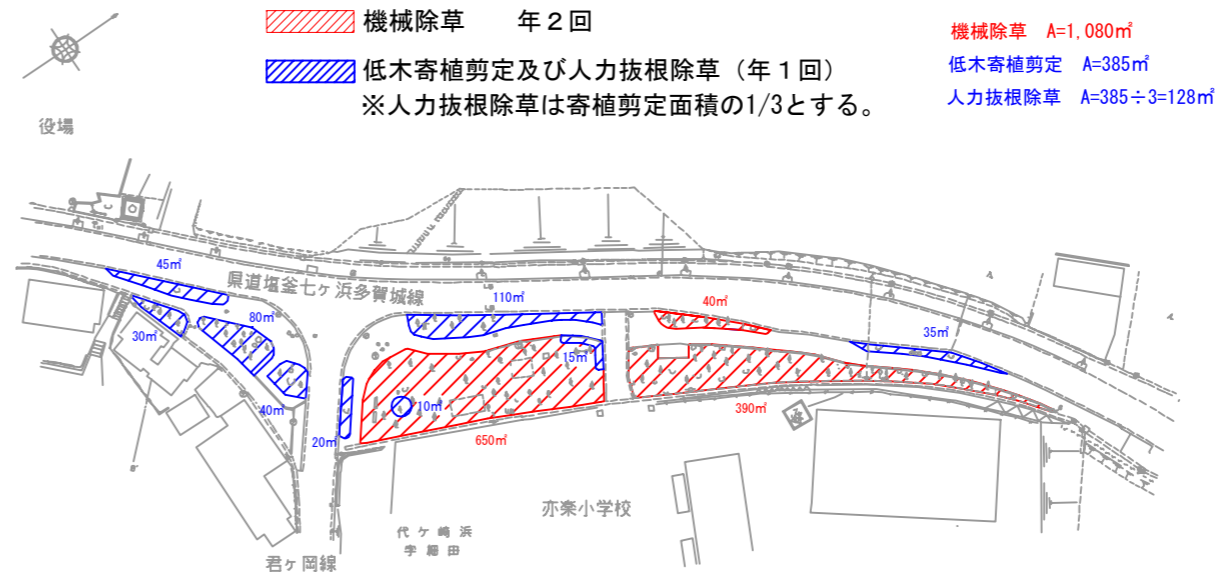 機械除草　　年２回
低木寄植剪定及び人力抜根除草（年１回）
※人力抜根除草は寄植剪定面積の1/3とする。
機械除草　A=1,080㎡
低木寄植剪定　A=385㎡
人力抜根除草　A=385÷3=128㎡
役場
45㎡
県道塩釜七ヶ浜多賀城線
110㎡
40㎡
80㎡
30㎡
35㎡
15㎡
40㎡
10㎡
20㎡
650㎡
390㎡
亦楽小学校
代ケ崎浜
字細田
君ヶ岡線